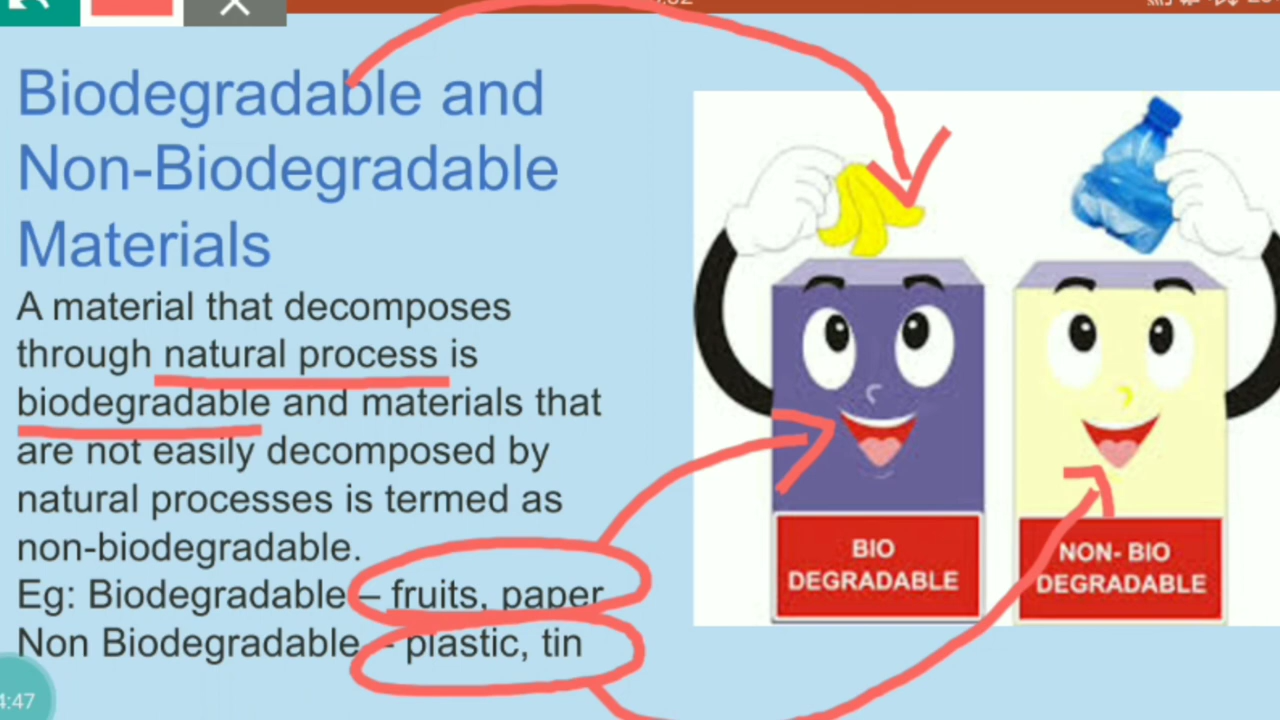 Biodegradable and
Non-Biodegradable
Materials
A material that decomposes
through natural process is
biodegradable and materials that
are not easily decomposed by
natural processes is termed as
non-biodegradable.
Eg: Biodegradable – fruits, paper
Non Biodegradable - plastic, tin
BIO
DEGRADABLE
NON- BIO
DEGRADABLE
4:47